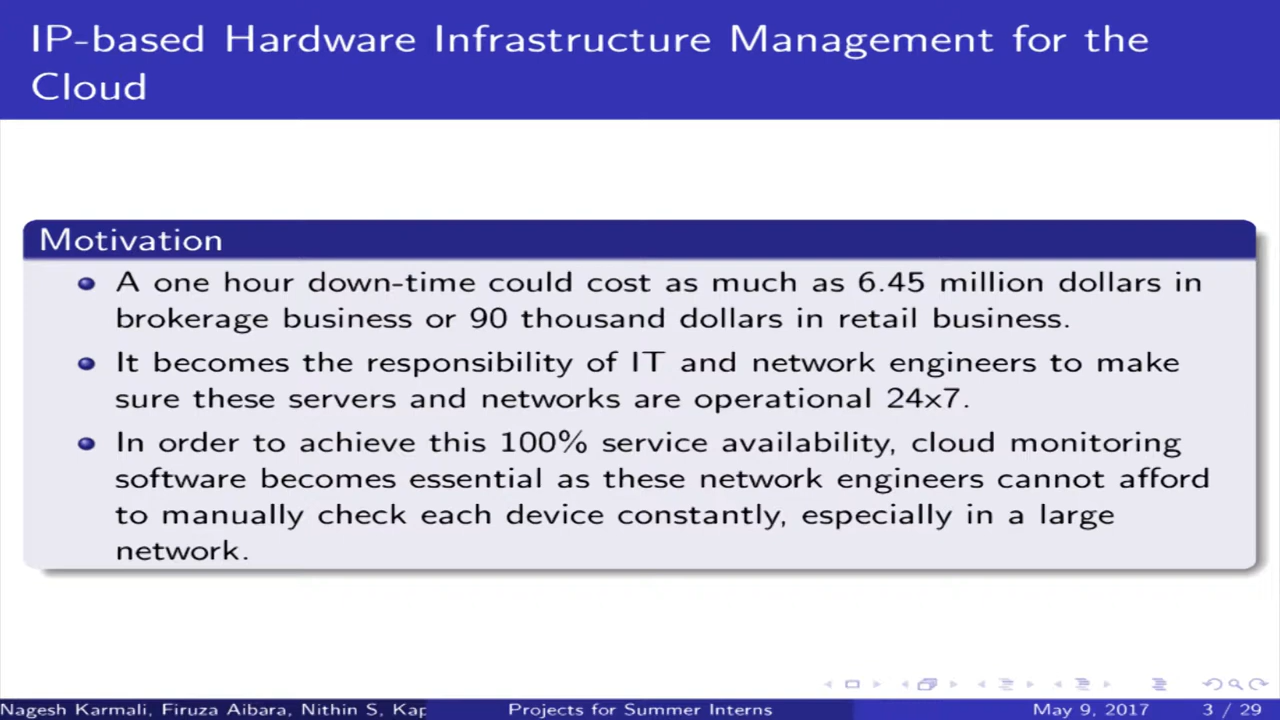 IP-based Hardware Infrastructure Management for the
Cloud
Motivation
A one hour down-time could cost as much as 6.45 million dollars in
brokerage business or 90 thousand dollars in retail business.
It becomes the responsibility of IT and network engineers to make
sure these servers and networks are operational 24x7.
In order to achieve this 100% service availability, cloud monitoring
software becomes essential as these network engineers cannot afford
to manually check each device constantly, especially in a large
network.
Nagesh Karmali, Firuza Aibara, Nithin S, Kap Projects for Summer Interns May 9, 2017 3 / 29